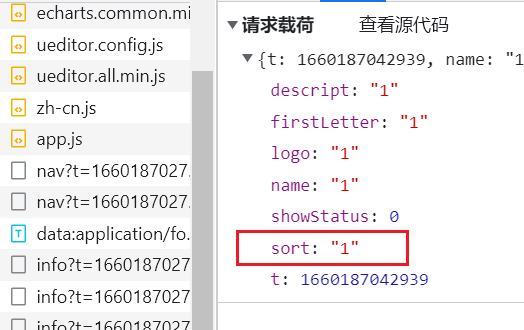 echarts.common.mi
ueditor.config.js
ueditor.all.min.js
zh-cn.js
app.js
nav?t=1660187027.
nav?t=1660187027.
data:application/fo.
info?t=1660187027
info?t=1660187027
info?t=1660187027
请求载荷 查看源代码
{t: 1660187042939, name: "1
descript: "1"
firstLetter: "1"
logo: "1"
name: "1"
showStatus: 0
sort: "1"
t: 1660187042939